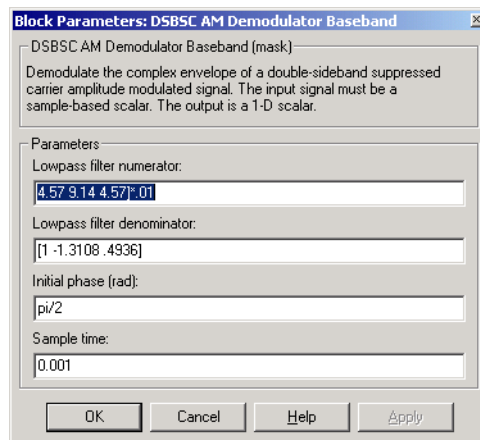 Block Parameters: DSBSC AM Demodulator Baseband
DSBSC AM Demodulator Baseband (mask)
Demodulate the complex envelope of a double-sideband suppressed
carrier amplitude modulated signal. The input signal must be a
sample-based scalar. The output is a 1-D scalar.
Parameters
Lowpass filter numerator:
4.57 9.14 4.57]*.01
Lowpass filter denominator:
[1 -1.3108 .4936]
Initial phase (rad):
pi/2
Sample time:
0.001
OK Cancel Help Apply